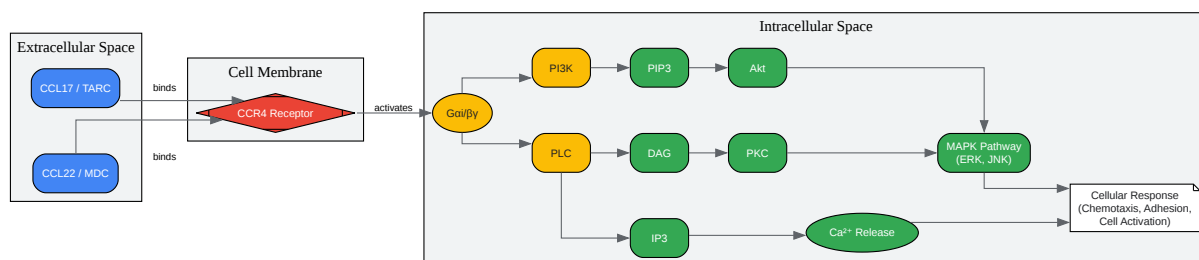 Extracellular Space
CCL17 / TARC
CCL22 / MDC
binds
binds
Cell Membrane
CCR4 Receptor
activates
Intracellular Space
Gαi/βγ
PI3K
PIP3
Akt
PLC
DAG
PKC
MAPK Pathway
(ERK, JNK)
IP3
Ca²⁺ Release
Cellular Response
(Chemotaxis, Adhesion,
Cell Activation)